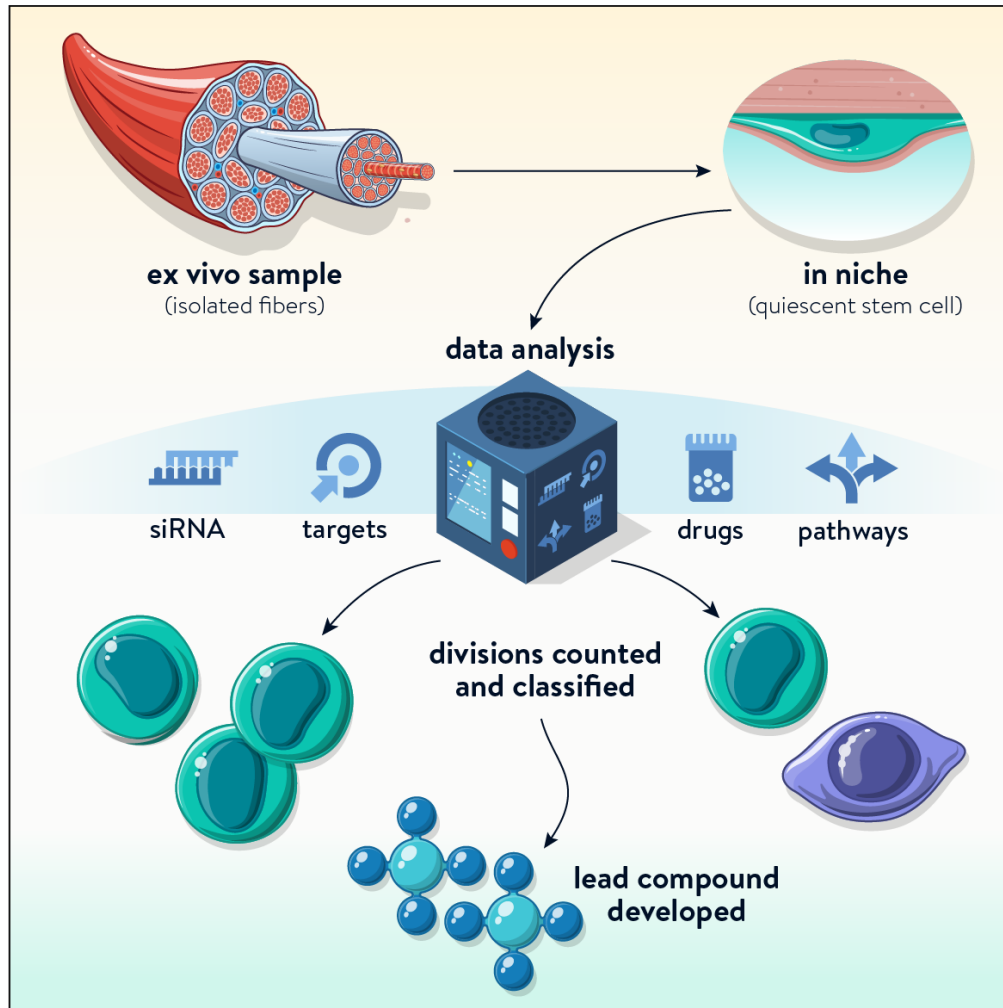 ex vivo sample
(isolated fibers)
in niche
(quiescent stem cell)
data analysis
siRNA
targets
drugs
pathways
divisions counted
and classified
lead compound
developed